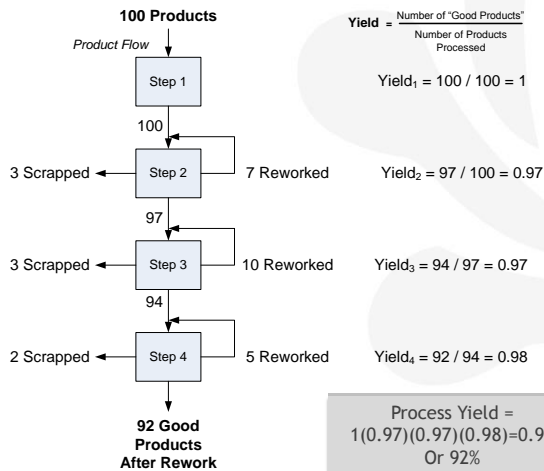 100 Products
Product Flow
Yield = Number of “Good Products”
Number of Products
Processed
Step 1
Yield1 = 100 / 100 = 1
100
3 Scrapped
Step 2
7 Reworked
Yield2 = 97 / 100 = 0.97
97
3 Scrapped
Step 3
10 Reworked
Yield3 = 94 / 97 = 0.97
94
2 Scrapped
Step 4
5 Reworked
Yield4 = 92 / 94 = 0.98
92 Good
Products
After Rework
Process Yield =
1(0.97)(0.97)(0.98)=0.9
Or 92%